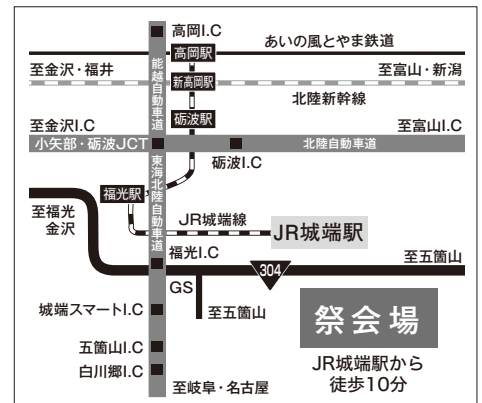 高岡I.C
高岡駅
あいの風とやま鉄道
至金沢・福井
能越自動車道
新高岡駅
至富山・新潟
北陸新幹線
砺波駅
至金沢I.C
至富山I.C
小矢部・砺波JCT
北陸自動車道
砺波I.C
東海北陸自動車道
福光駅
至福光
金沢
JR城端線
JR城端駅
福光I.C
304
至五箇山
GS
城端スマートI.C
至五箇山
祭会場
五箇山I.C
白川郷I.C
JR城端駅から
徒歩10分
至岐阜・名古屋